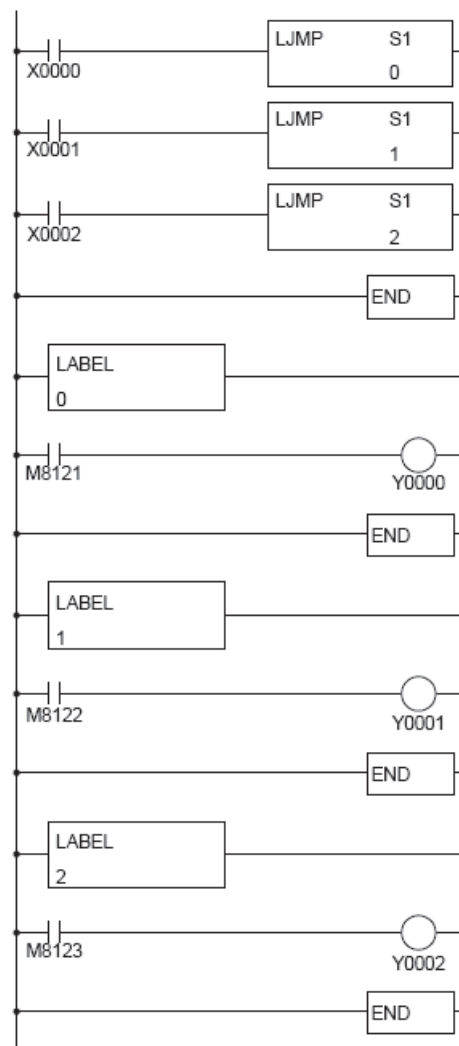 LJMP S1
X0000 0
LJMP S1
X0001 1
LJMP S1
X0002 2
END
LABEL
0
M8121 Y0000
END
LABEL
1
M8122 Y0001
END
LABEL
2
M8123 Y0002
END